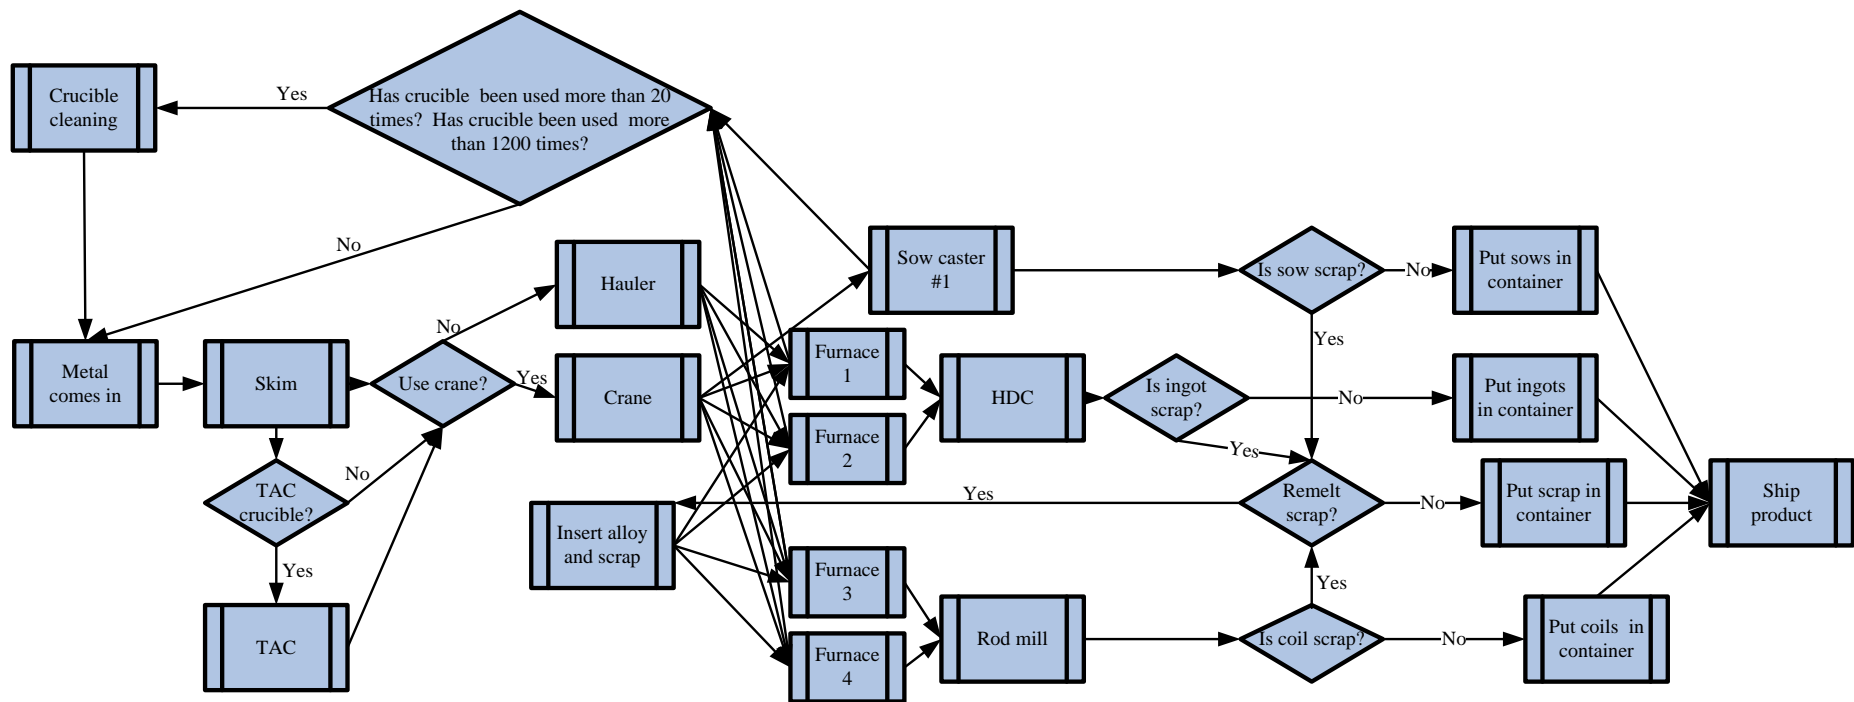 Crucible
cleaning
Yes
Has crucible been used more than 20
times? Has crucible been used more
than 1200 times?
No
Metal
comes in
Skim
TAC
crucible?
No
Yes
TAC
Use crane?
No
Yes
Hauler
Crane
Insert alloy
and scrap
Sow caster
#1
Furnace
1
Furnace
2
Furnace
3
Furnace
4
HDC
Rod mill
Is sow scrap?
No
Yes
Put sows in
container
Is ingot
scrap?
No
Yes
Put ingots
in container
Remelt
scrap?
Yes
No
Put scrap in
container
Is coil scrap?
Yes
No
Put coils in
container
Ship
product